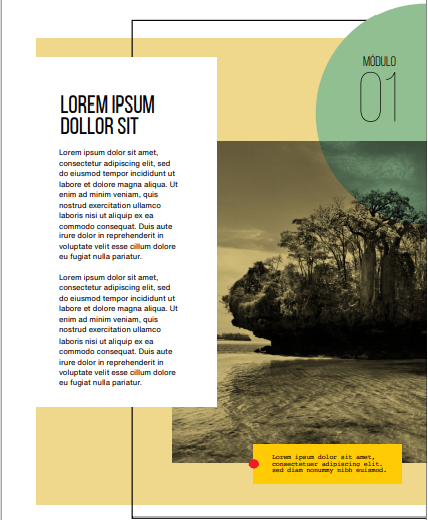 MÓDULO
01
LOREM IPSUM
DOLLOR SIT
Lorem ipsum dolor sit amet,
consectetur adipiscing elit, sed
do eiusmod tempor incididunt ut
labore et dolore magna aliqua. Ut
enim ad minim veniam, quis
nostrud exercitation ullamco
laboris nisi ut aliquip ex ea
commodo consequat. Duis aute
irure dolor in reprehenderit in
voluptate velit esse cillum dolore
eu fugiat nulla pariatur.
Lorem ipsum dolor sit amet,
consectetur adipiscing elit, sed
do eiusmod tempor incididunt ut
labore et dolore magna aliqua. Ut
enim ad minim veniam, quis
nostrud exercitation ullamco
laboris nisi ut aliquip ex ea
commodo consequat. Duis aute
irure dolor in reprehenderit in
voluptate velit esse cillum dolore
eu fugiat nulla pariatur.
Lorem ipsum dolor sit amet,
consectetuer adipiscing elit,
sed diam nonummy nibh euismod.